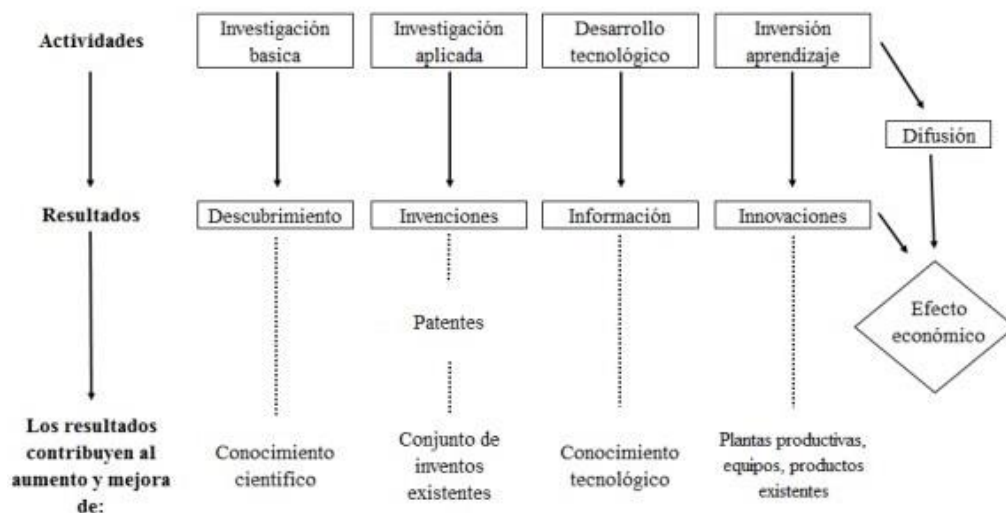 Actividades
Investigación
basica
Investigación
aplicada
Desarrollo
tecnológico
Inversión
aprendizaje
Difusión
Resultados
Descubrimiento
Invenciones
Información
Innovaciones
Patentes
Efecto
económico
Los resultados
contribuyen al
aumento y mejora
de:
Conocimiento
científico
Conjunto de
inventos
existentes
Conocimiento
tecnológico
Plantas productivas,
equipos, productos
existentes